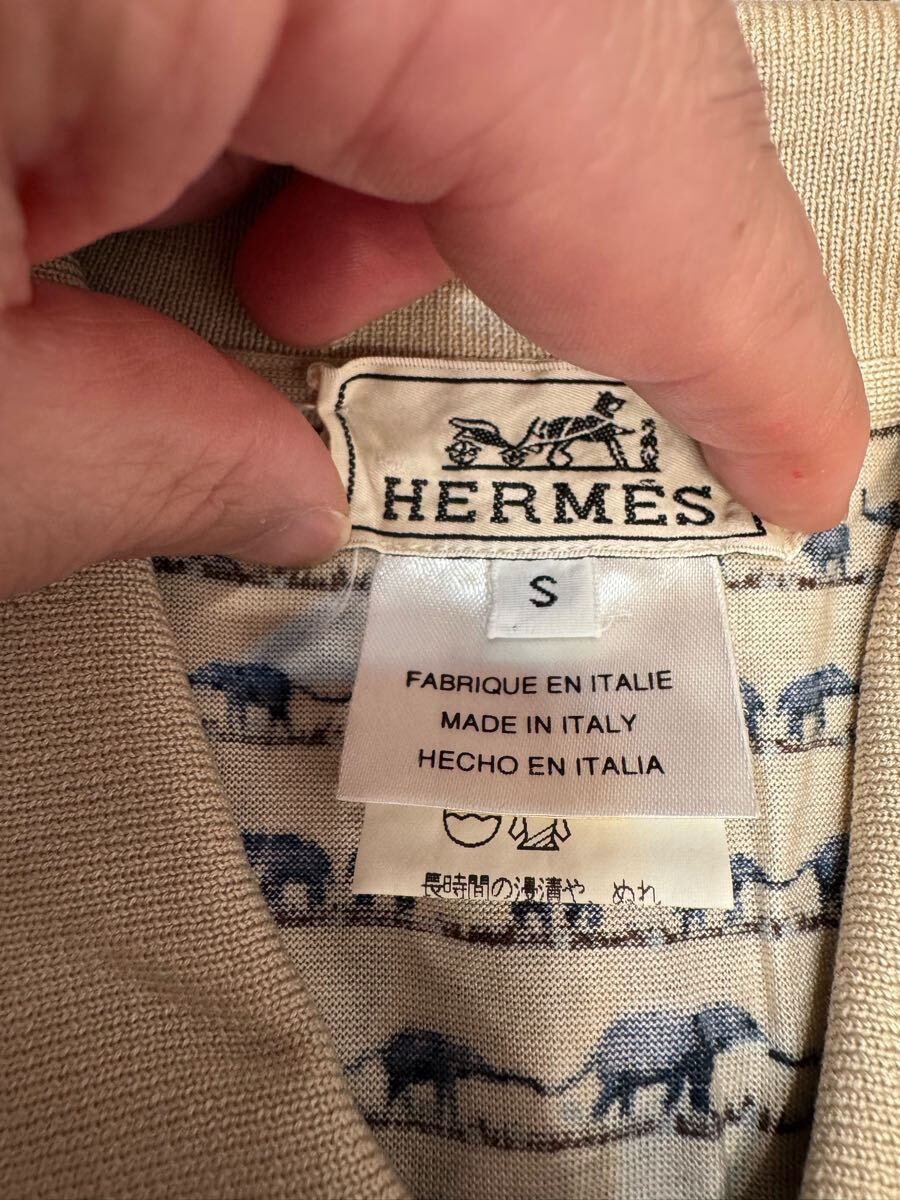 HERMÈS
S
FABRIQUE EN ITALIE
MADE IN ITALY
HECHO EN ITALIA
長時間の浸漬や、ぬれ